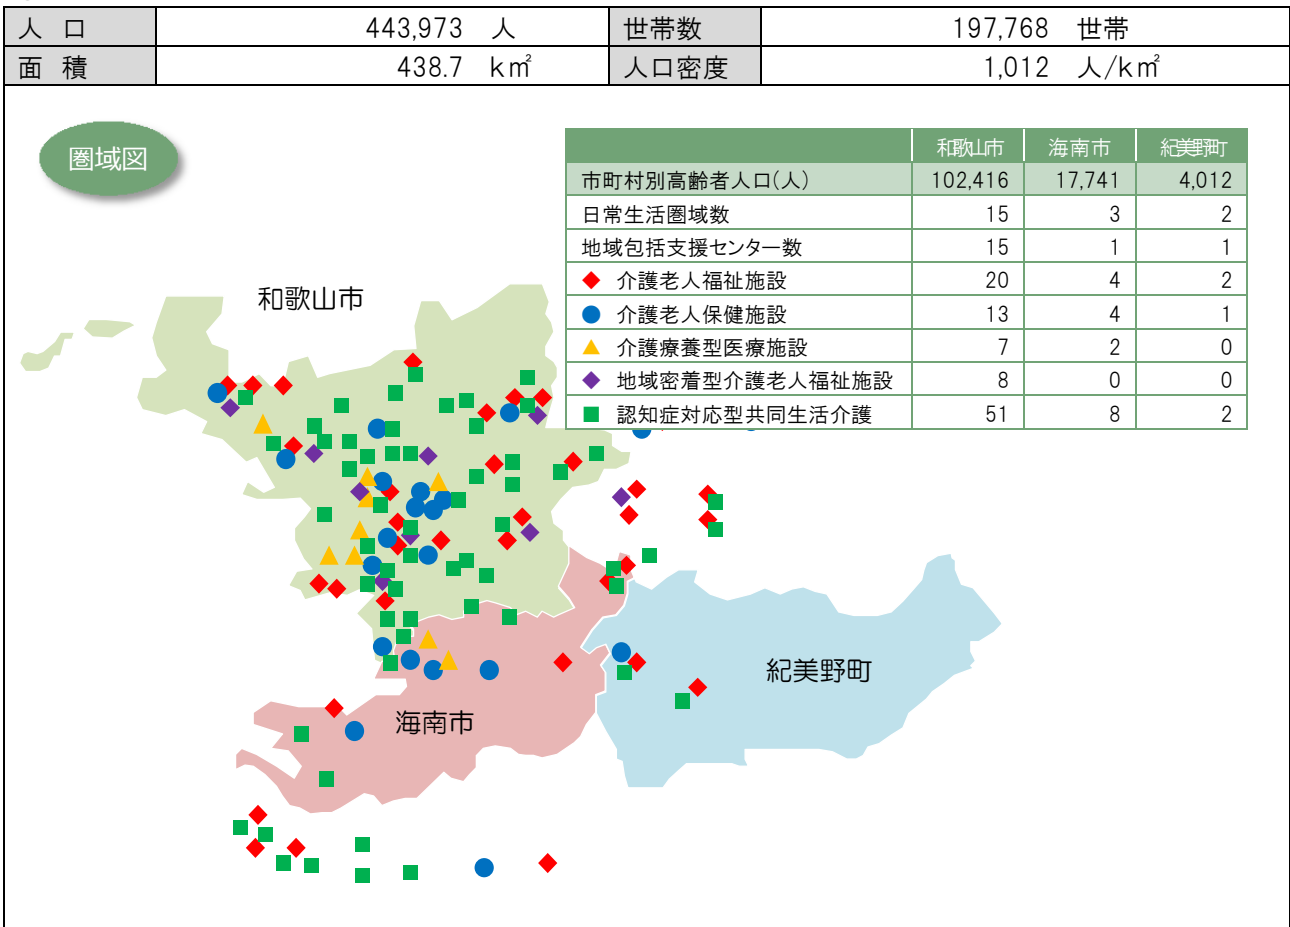 人 口 443,973 人 世帯数 197,768 世帯
面 積 438.7 k㎡ 人口密度 1,012 人/k㎡
圏域図
和歌山市 海南市 紀美野町
市町村別高齢者人口(人) 102,416 17,741 4,012
日常生活圏域数 15 3 2
地域包括支援センター数 15 1 1
介護老人福祉施設 20 4 2
介護老人保健施設 13 4 1
介護療養型医療施設 7 2 0
地域密着型介護老人福祉施設 8 0 0
認知症対応型共同生活介護 51 8 2
和歌山市
紀美野町
海南市